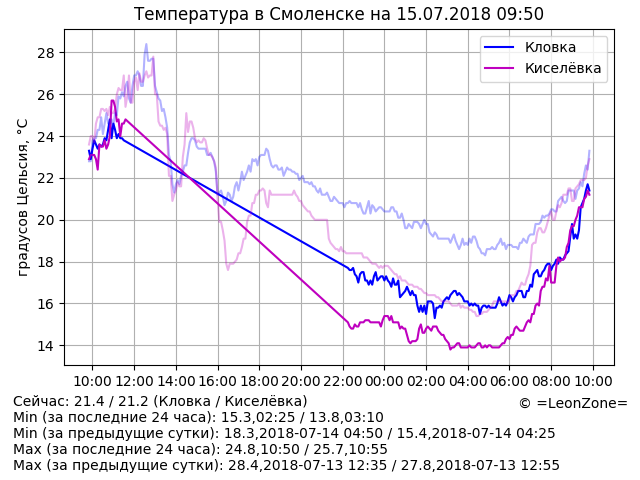 Температура в Смоленске на 15.07.2018 09:50
Кловка
Киселёвка
градусов Цельсия, °C
28
26
24
22
20
18
16
14
10:00 12:00 14:00 16:00 18:00 20:00 22:00 00:00 02:00 04:00 06:00 08:00 10:00
Сейчас: 21.4 / 21.2 (Кловка / Киселёвка)
© =LeonZone=
Min (за последние 24 часа): 15.3,02:25 / 13.8,03:10
Min (за предыдущие сутки): 18.3,2018-07-14 04:50 / 15.4,2018-07-14 04:25
Max (за последние 24 часа): 24.8,10:50 / 25.7,10:55
Max (за предыдущие сутки): 28.4,2018-07-13 12:35 / 27.8,2018-07-13 12:55